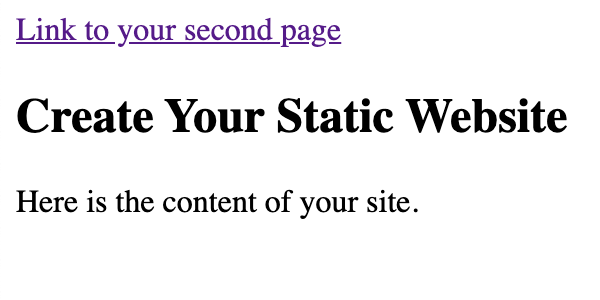 Link to your second page
Create Your Static Website
Here is the content of your site.